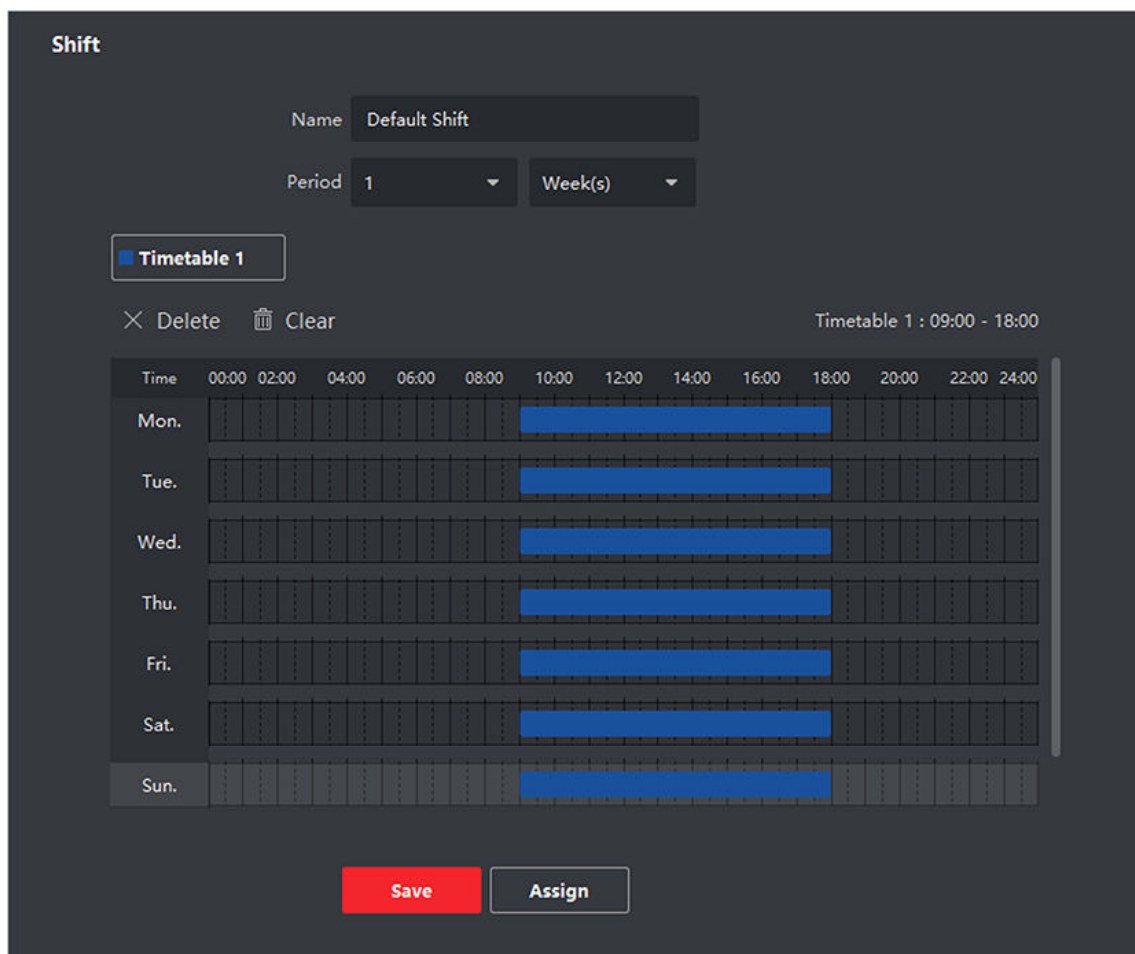 Shift
Name Default Shift
Period 1 Week(s)
Timetable 1
Delete Clear Timetable 1 : 09:00 - 18:00
Time 00:00 02:00 04:00 06:00 08:00 10:00 12:00 14:00 16:00 18:00 20:00 22:00 24:00
Mon.
Tue.
Wed.
Thu.
Fri.
Sat.
Sun.
Save Assign